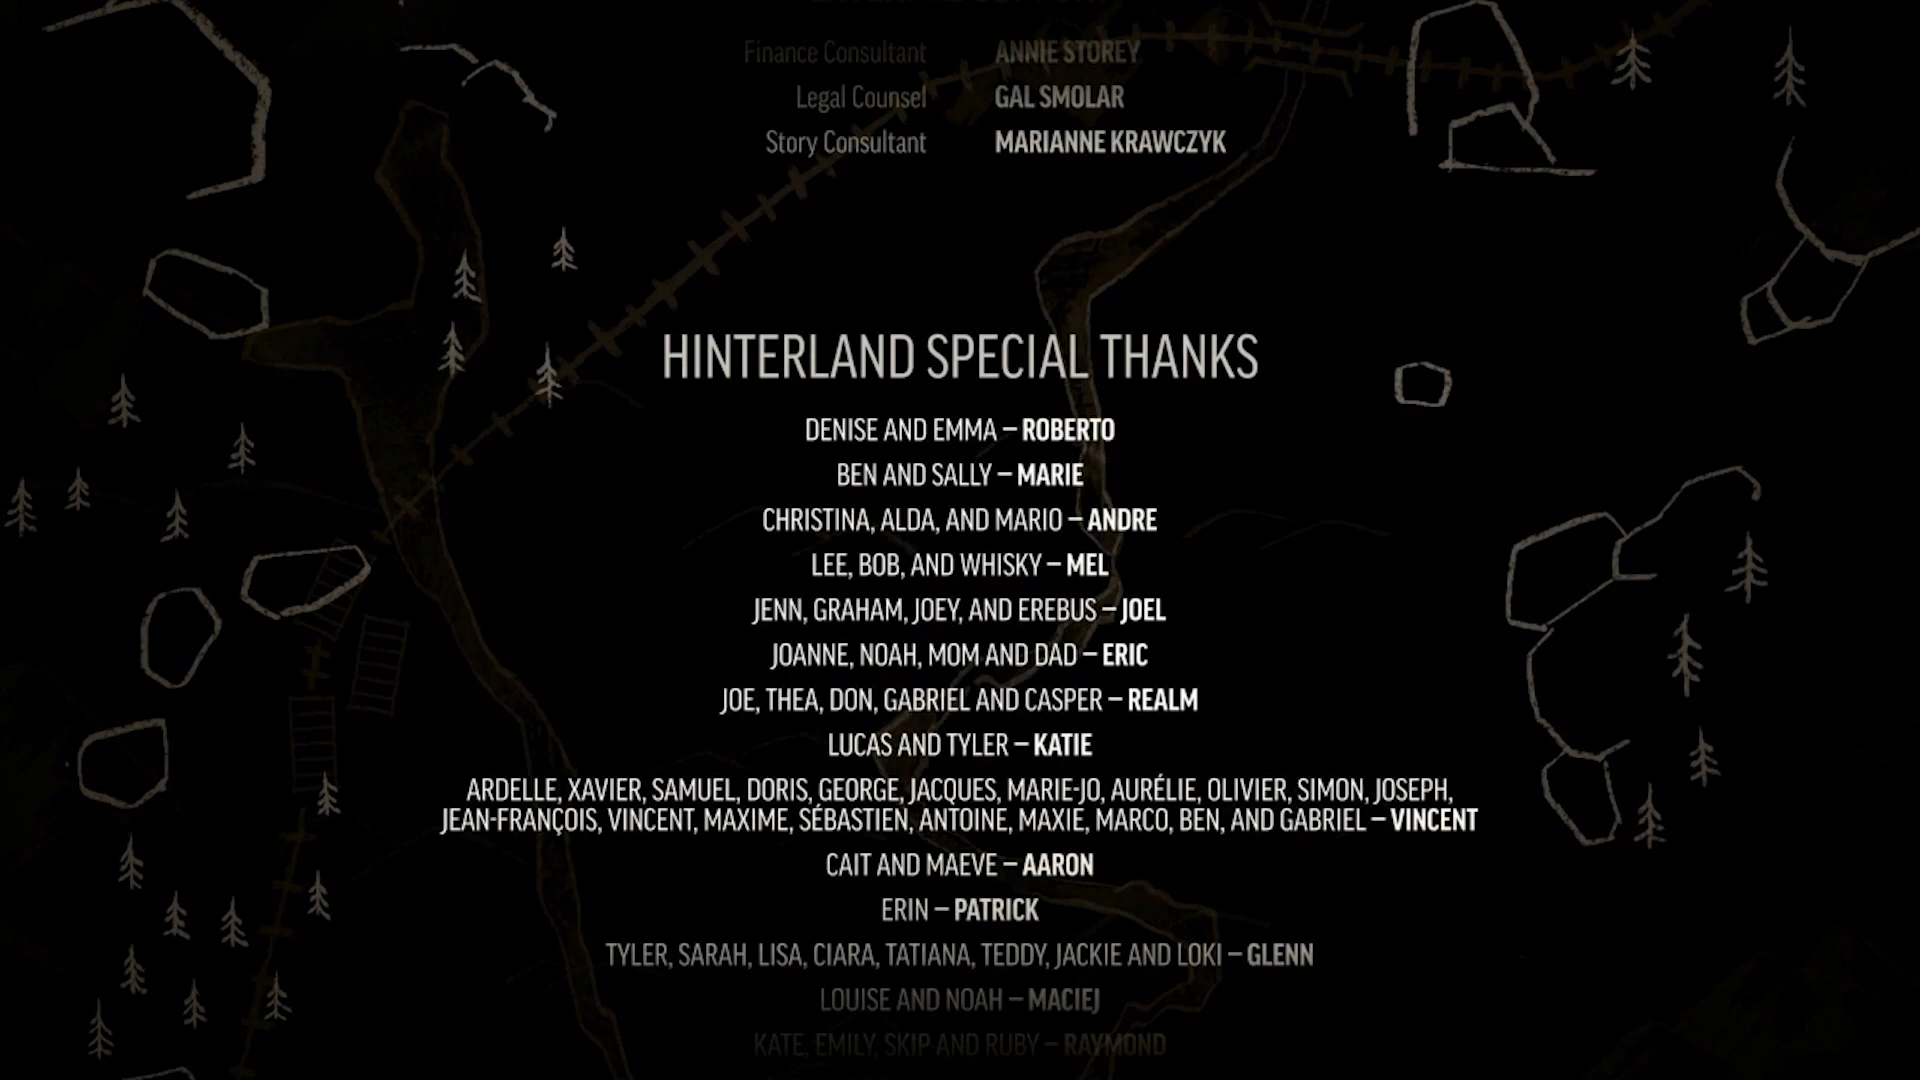 Finance Consultant ANNIE STOREY
Legal Counsel GAL SMOLAR
Story Consultant MARIANNE KRAWCZYK
HINTERLAND SPECIAL THANKS
DENISE AND EMMA – ROBERTO
BEN AND SALLY – MARIE
CHRISTINA, ALDA, AND MARIO – ANDRE
LEE, BOB, AND WHISKY – MEL
JENN, GRAHAM, JOEY, AND EREBUS – JOEL
JOANNE, NOAH, MOM AND DAD – ERIC
JOE, THEA, DON, GABRIEL AND CASPER – REALM
LUCAS AND TYLER – KATIE
ARDELLE, XAVIER, SAMUEL, DORIS, GEORGE, JACQUES, MARIE-JO, AURÉLIE, OLIVIER, SIMON, JOSEPH,
JEAN-FRANÇOIS, VINCENT, MAXIME, SÉBASTIEN, ANTOINE, MAXIE, MARCO, BEN, AND GABRIEL – VINCENT
CAIT AND MAEVE – AARON
ERIN – PATRICK
TYLER, SARAH, LISA, CIARA, TATIANA, TEDDY, JACKIE AND LOKI – GLENN
LOUISE AND NOAH – MACIEJ
KATE, EMILY, SKIP AND RUBY – RAYMOND